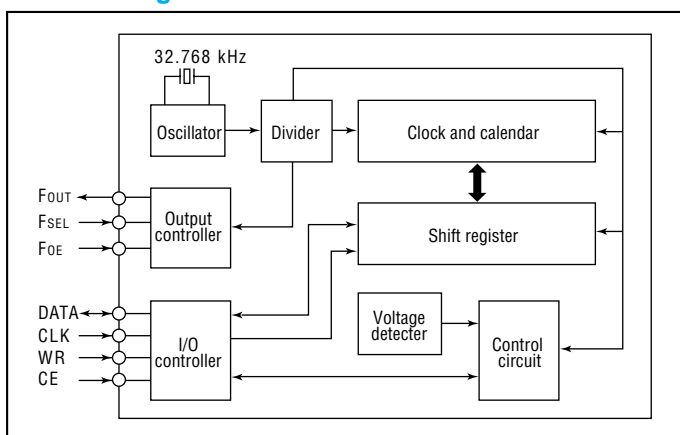 32.768 kHz
Oscillator
Divider
Clock and calendar
FOUT
FSEL
FOE
Output
controller
Shift register
DATA
CLK
WR
CE
I/O
controller
Voltage
detecter
Control
circuit